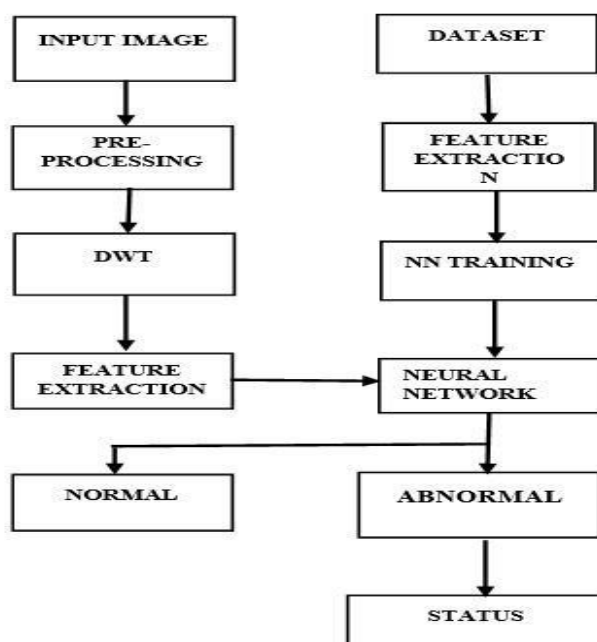 INPUT IMAGE
DATASET
PRE-
PROCESSING
FEATURE
EXTRACTIO
N
DWT
NN TRAINING
FEATURE
EXTRACTION
NEURAL
NETWORK
NORMAL
ABNORMAL
STATUS